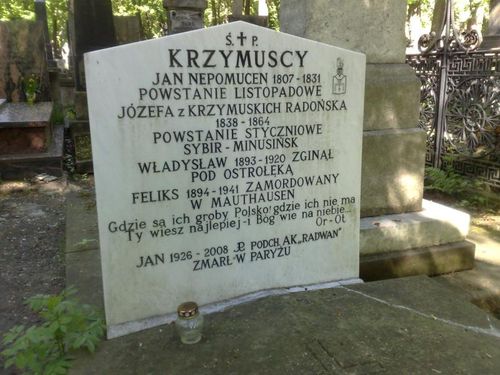 Ś † P.
KRZYMUSCY
JAN NEPOMUCEN 1807 - 1831
POWSTANIE LISTOPADOWE
JÓZEFA z KRZYMUSKICH RADOŃSKA
1838 - 1864
POWSTANIE STYCZNIOWE
SYBIR - MINUSIŃSK
WŁADYSŁAW 1893 - 1920 ZGINĄŁ
POD OSTROŁĘKĄ
FELIKS 1894 - 1941 ZAMORDOWANY
W MAUTHAUSEN
Gdzie są ich groby Polsko! gdzie ich nie ma
Ty wiesz najlepiej - i Bóg wie na niebie...
Or - Ot
JAN 1926 - 2008 PODCH. AK „RADWAN"
ZMARŁ W PARYŻU